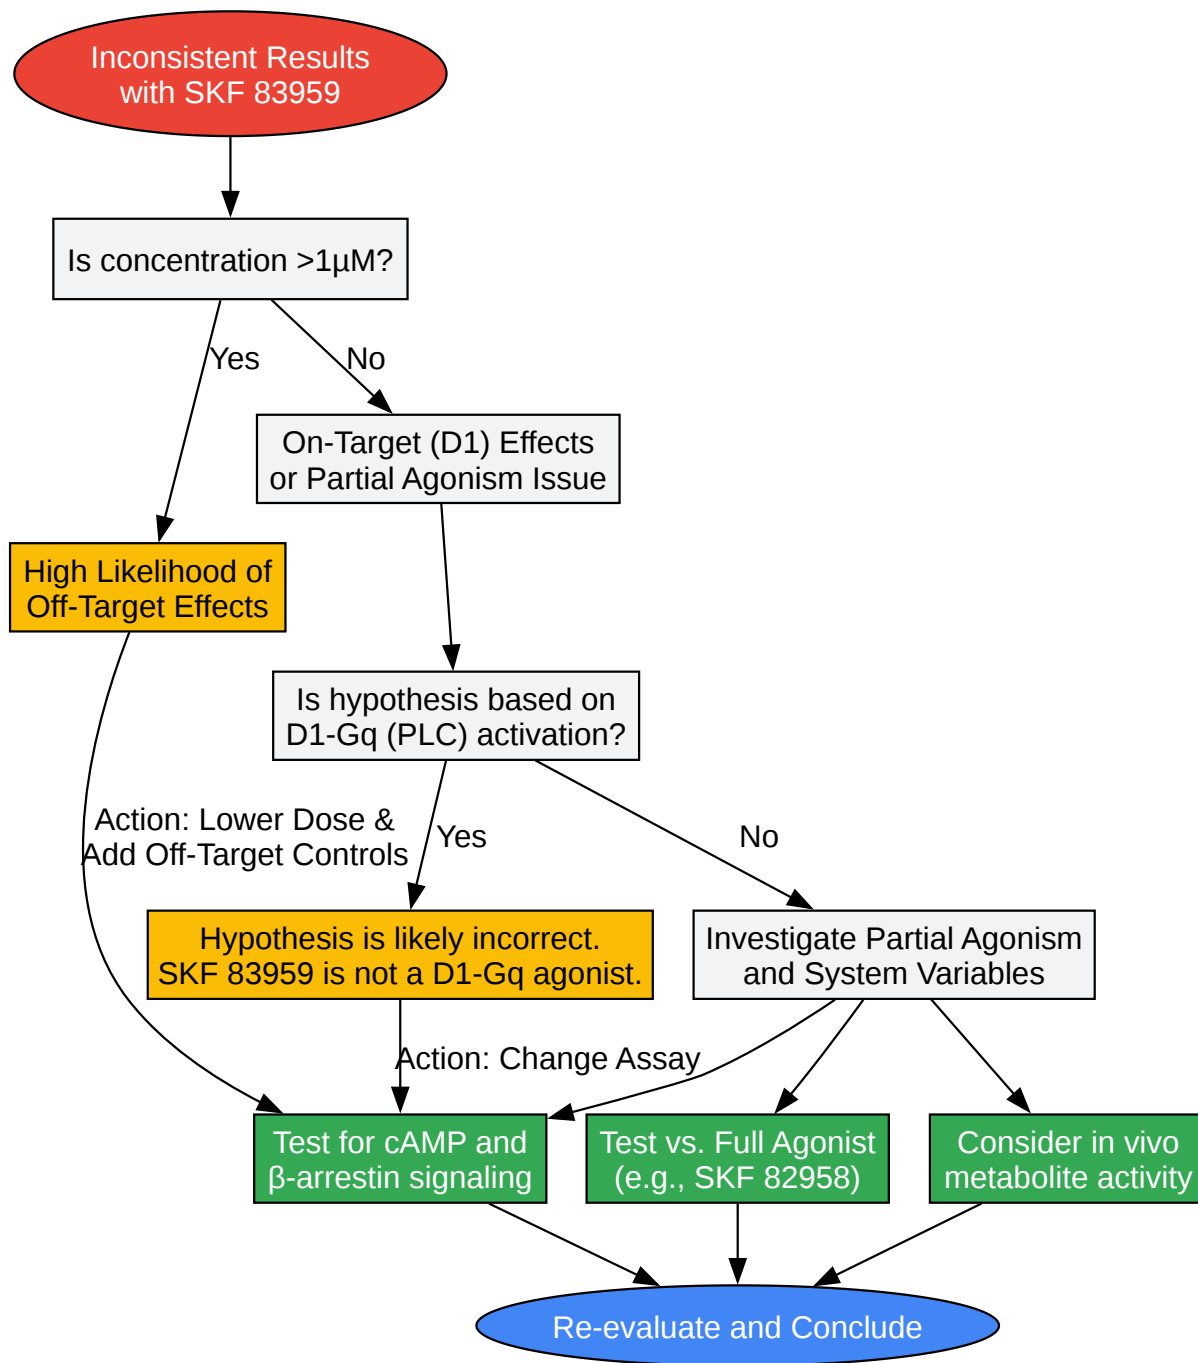 Inconsistent Results
with SKF 83959
Is concentration >1µM?
Yes
No
On-Target (D1) Effects
or Partial Agonism Issue
High Likelihood of
Off-Target Effects
Is hypothesis based on
D1-Gq (PLC) activation?
Action: Lower Dose &
Add Off-Target Controls
Yes
No
Hypothesis is likely incorrect.
SKF 83959 is not a D1-Gq agonist.
Investigate Partial Agonism
and System Variables
Action: Change Assay
Test for cAMP and
β-arrestin signaling
Test vs. Full Agonist
(e.g., SKF 82958)
Consider in vivo
metabolite activity
Re-evaluate and Conclude